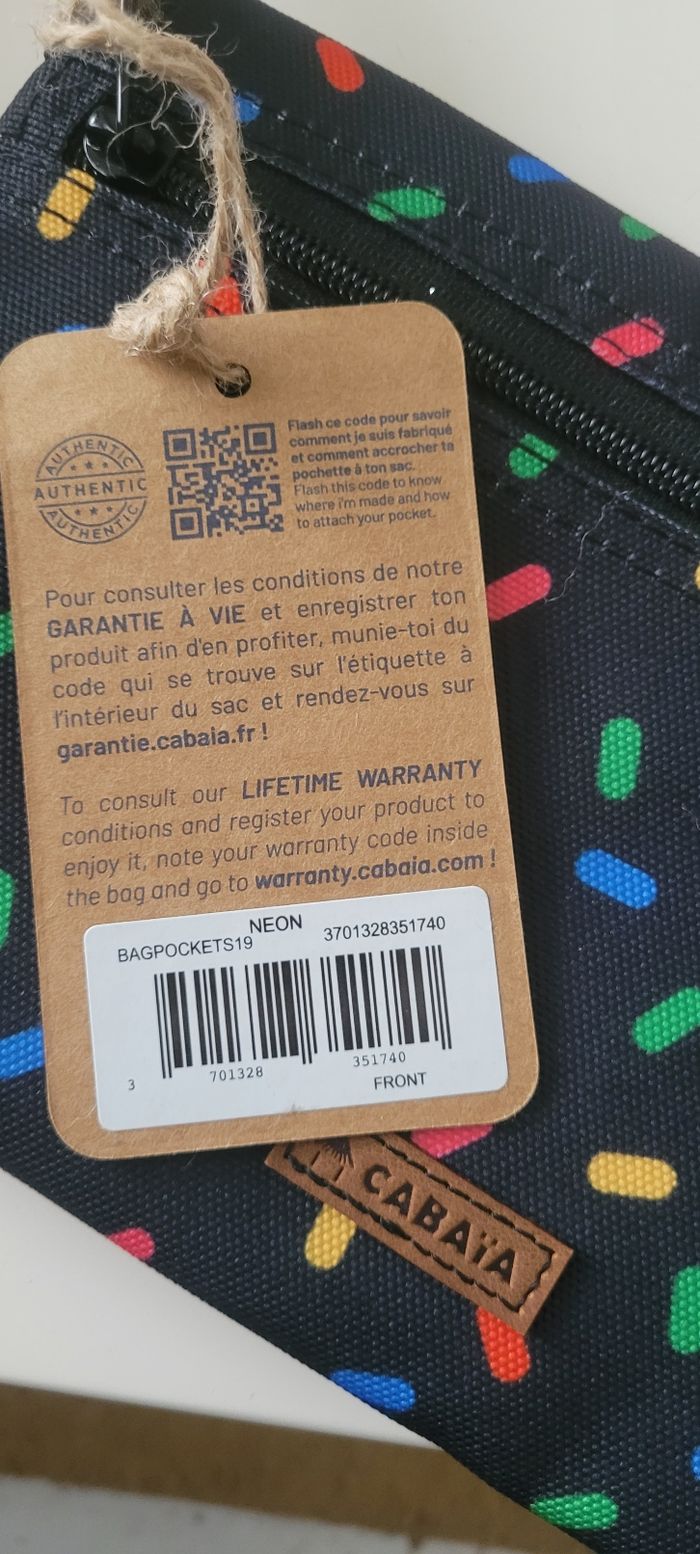 AUTHENTIC
AUTHENTIC
AUTHENTIC
Flash ce code pour savoir
comment je suis fabriqué
et comment accrocher ta
pochette à ton sac.
Flash this code to know
where i'm made and how
to attach your pocket.
Pour consulter les conditions de notre
GARANTIE À VIE et enregistrer ton
produit afin d'en profiter, munie-toi du
code qui se trouve sur l'étiquette à
l'intérieur du sac et rendez-vous sur
garantie.cabaia.fr !
To consult our LIFETIME WARRANTY
conditions and register your product to
enjoy it, note your warranty code inside
the bag and go to warranty.cabaia.com !
NEON
BAGPOCKETS19 3701328351740
3 701328 351740
FRONT
CABAÏA